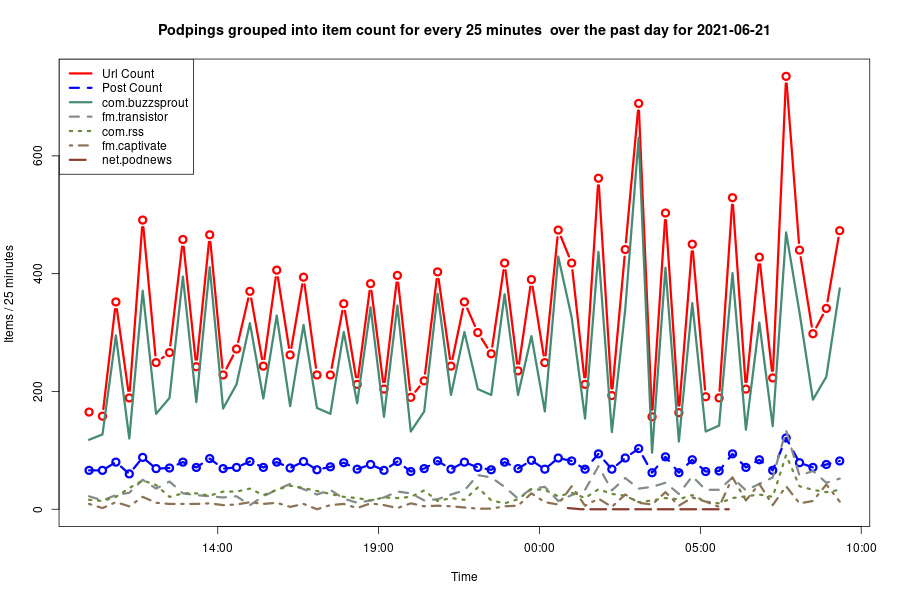 Podpings grouped into item count for every 25 minutes  over the past day for 2021-06-21
Url Count
Post Count
com.buzzsprout
fm.transistor
com.rss
fm.captivate
net.podnews
Items / 25 minutes
600
400
200
0
14:00
19:00
00:00
05:00
10:00
Time